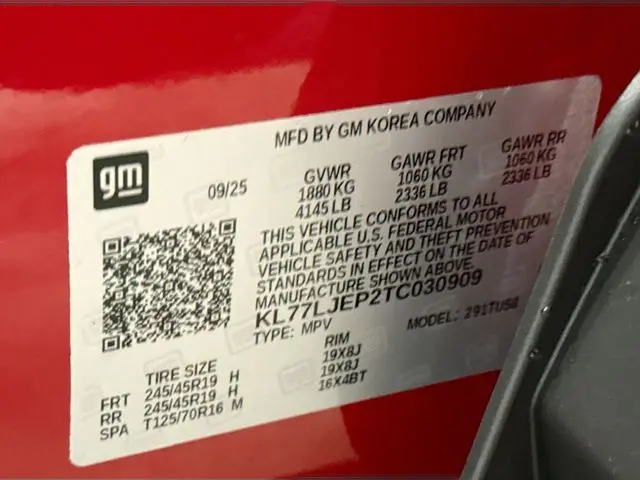 MFD BY GM KOREA COMPANY
gm
09/25
GVWR GAWR FRT GAWR RR
1880 KG 1060 KG 1060 KG
4145 LB 2336 LB 2336 LB
THIS VEHICLE CONFORMS TO ALL
APPLICABLE U.S. FEDERAL MOTOR
VEHICLE SAFETY AND THEFT PREVENTION
STANDARDS IN EFFECT ON THE DATE OF
MANUFACTURE SHOWN ABOVE.
KL77LJEP2TC030909
TYPE: MPV MODEL: 291TU58
TIRE SIZE RIM
FRT 245/45R19 H 19X8J
RR 245/45R19 H 19X8J
SPA T125/70R16 M 16X4BT